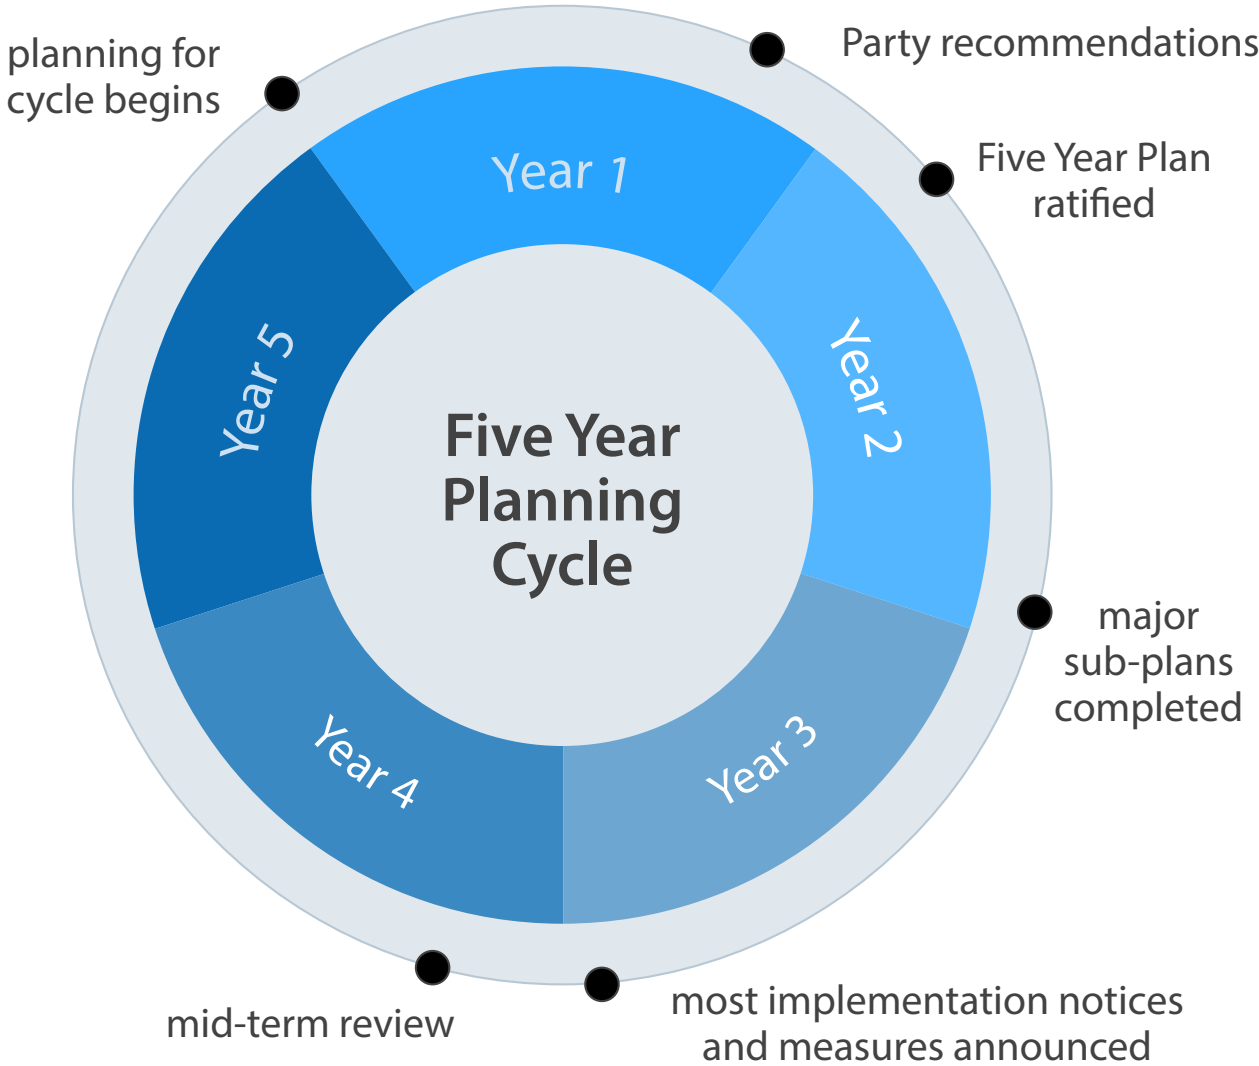 planning for
cycle begins
Party recommendations
Five Year Plan
ratified
Year 1
Year 2
Year 5
Five Year
Planning
Cycle
major
sub-plans
completed
Year 3
Year 4
mid-term review
most implementation notices
and measures announced